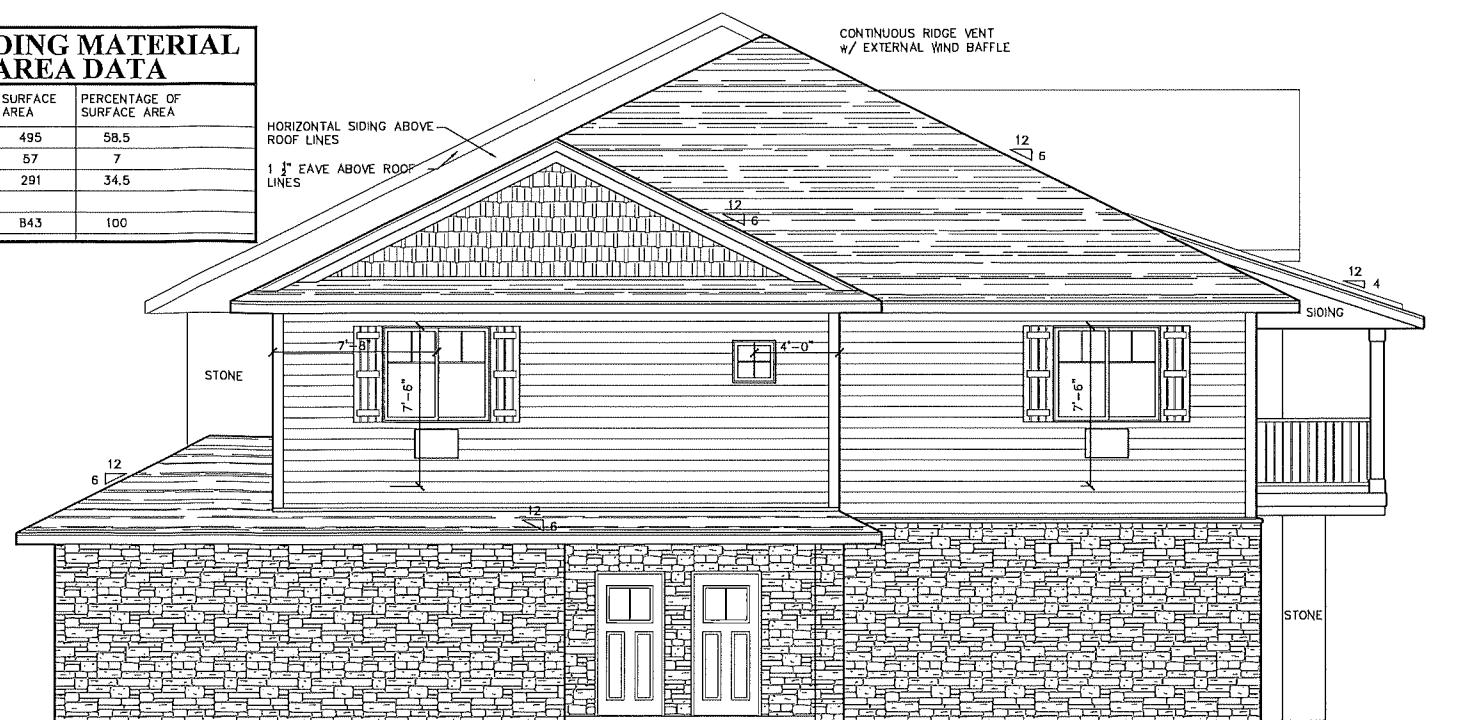 DING MATERIAL
AREA DATA
SURFACE AREA PERCENTAGE OF SURFACE AREA
495 58.5
57 7
291 34.5
843 100
CONTINUOUS RIDGE VENT
W/ EXTERNAL WIND BAFFLE
HORIZONTAL SIDING ABOVE
ROOF LINES
1 1/2" EAVE ABOVE ROOF
LINES
12
6
12
6
12
4
SIDING
7'-8"
4'-0"
STONE
7'-6"
7'-6"
12
6
12
6
STONE